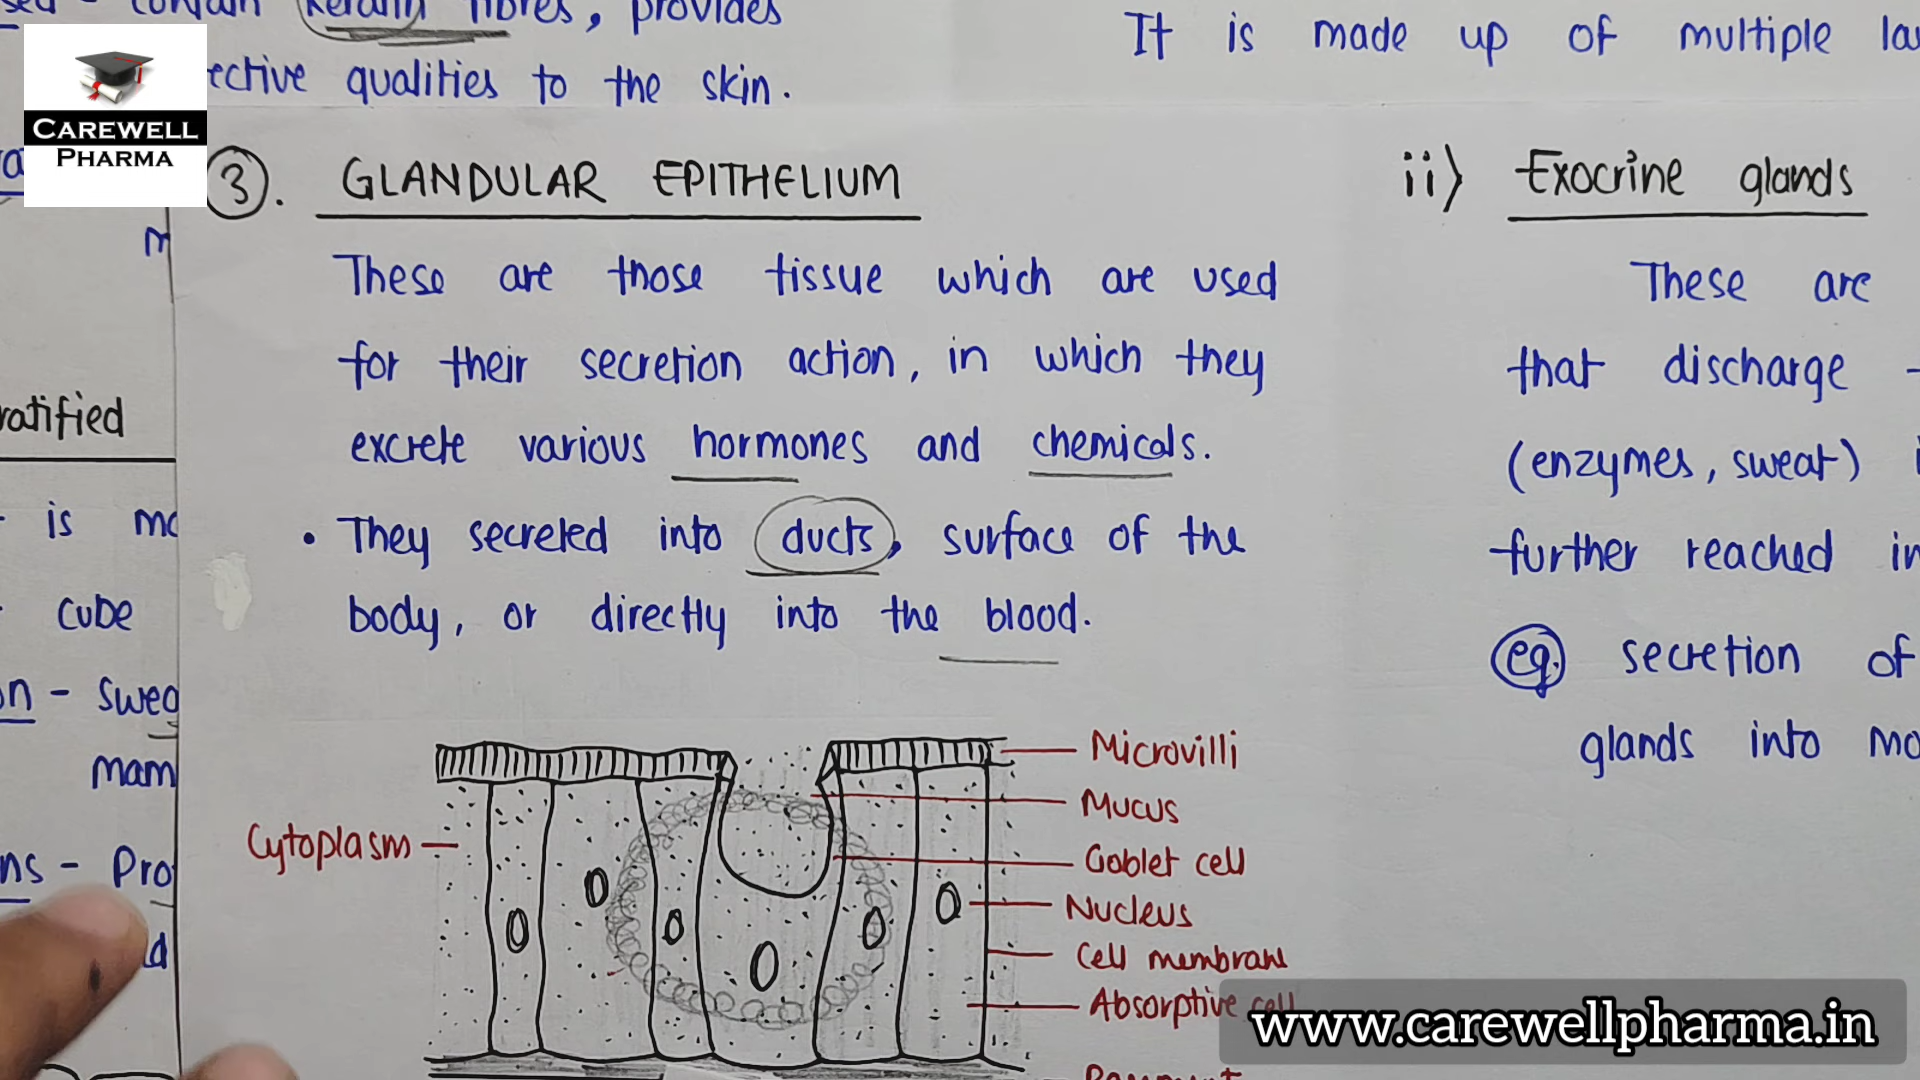 fibres, provides
ective qualities to the skin.
It is made up of multiple
CAREWELL
PHARMA
3. GLANDULAR EPITHELIUM
These are those tissue which are used
for their secretion action, in which they
excrete various hormones and chemicals.
• They secreted into ducts, surface of the
body, or directly into the blood.
Microvilli
Mucus
Goblet cell
Nucleus
Cell membrane
Absorptive cell
Cytoplasm
ii) Exocrine glands
These are
that discharge
(enzymes, sweat)
further reached in
eg. secretion of
glands into
ratified
is
cube
www.carewellpharma.in